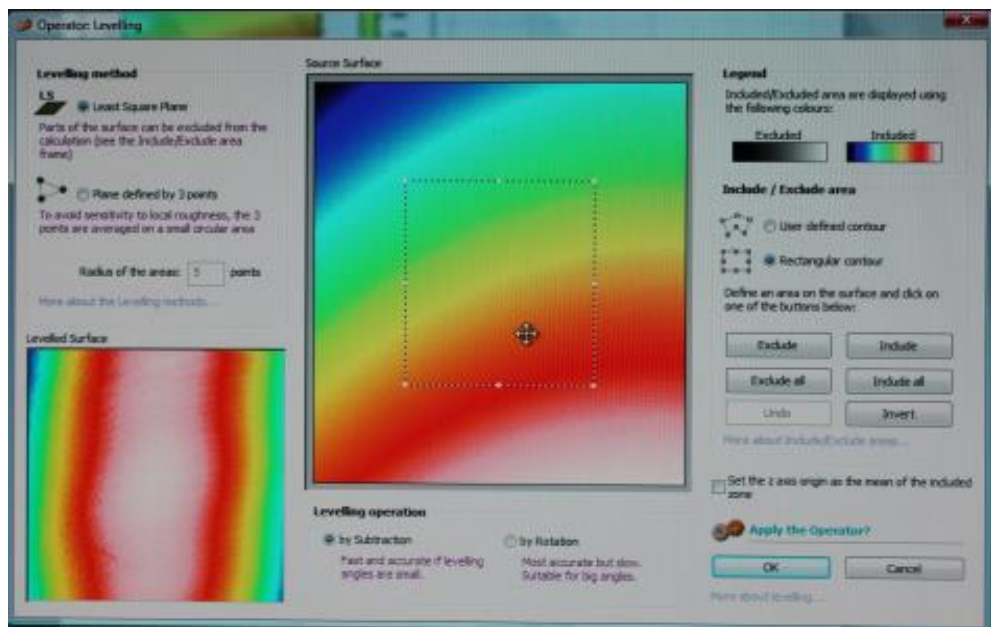 Operator: Levelling
Levelling method
LS
Least Square Plane
Parts of the surface can be excluded from the
calculation (see the Include/Exclude area
frame)
Plane defined by 3 points
To avoid sensitivity to local roughness, the 3
points are averaged on a small circular area
Radius of the areas: 5 points
More about the Levelling methods...
Levelled Surface
Source Surface
Levelling operation
by Subtraction
Fast and accurate if levelling
angles are small.
by Rotation
Most accurate but slow.
Suitable for big angles.
Legend
Included/Excluded area are displayed using
the following colours:
Excluded
Included
Include / Exclude area
User defined contour
Rectangular contour
Define an area on the surface and click on
one of the buttons below:
Exclude
Include
Exclude all
Include all
Undo
Invert
More about Include/Exclude areas...
Set the z axis origin as the mean of the included
zone
Apply the Operator?
OK
Cancel
More about levelling...